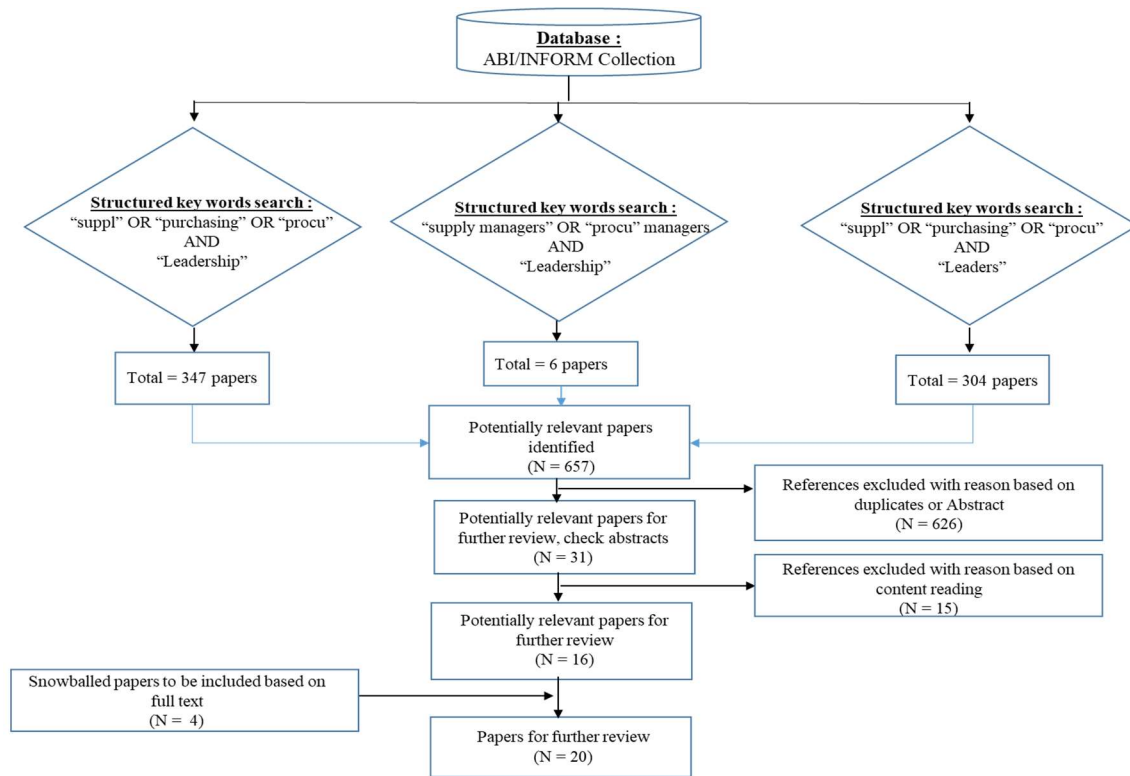 Database :
ABI/INFORM Collection
Structured key words search :
“suppl” OR “purchasing” OR “procu”
AND
“Leadership”
Structured key words search :
“supply managers” OR “procu” managers
AND
“Leadership”
Structured key words search :
“suppl” OR “purchasing” OR “procu”
AND
“Leaders”
Total = 347 papers
Total = 6 papers
Total = 304 papers
Potentially relevant papers
identified
(N = 657)
References excluded with reason based on
duplicates or Abstract
(N = 626)
Potentially relevant papers for
further review, check abstracts
(N = 31)
References excluded with reason based on
content reading
(N = 15)
Potentially relevant papers for
further review
(N = 16)
Snowballed papers to be included based on
full text
(N =  4)
Papers for further review
(N = 20)